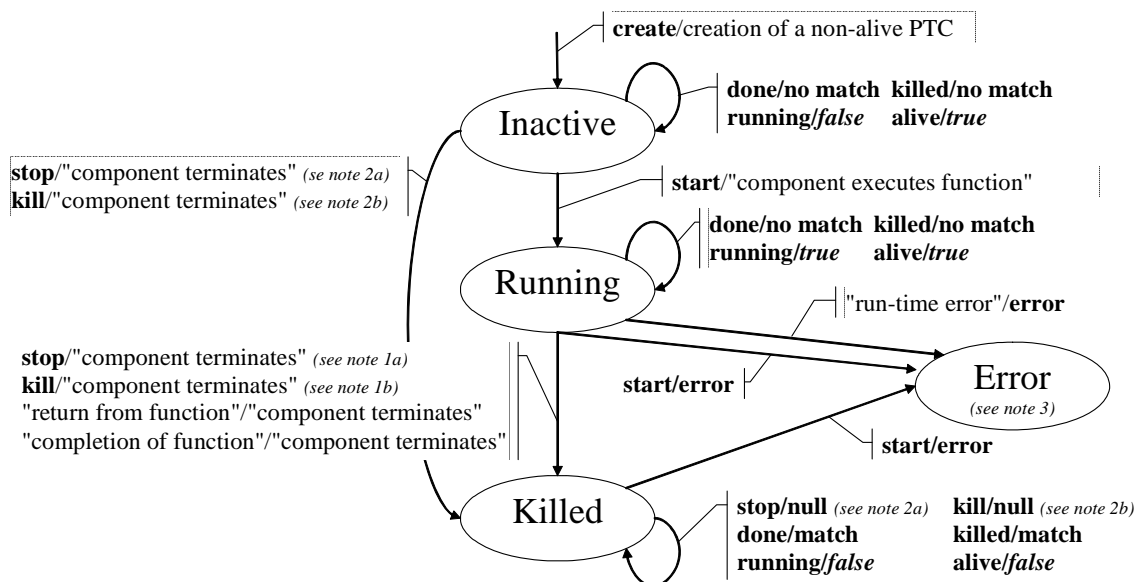 create/creation of a non-alive PTC
done/no match killed/no match
running/false alive/true
Inactive
stop/"component terminates" (se note 2a)
kill/"component terminates" (see note 2b)
start/"component executes function"
done/no match killed/no match
running/true alive/true
Running
"run-time error"/error
stop/"component terminates" (see note 1a)
kill/"component terminates" (see note 1b)
"return from function"/"component terminates"
"completion of function"/"component terminates"
start/error
Error
(see note 3)
start/error
Killed
stop/null (see note 2a) kill/null (see note 2b)
done/match killed/match
running/false alive/false